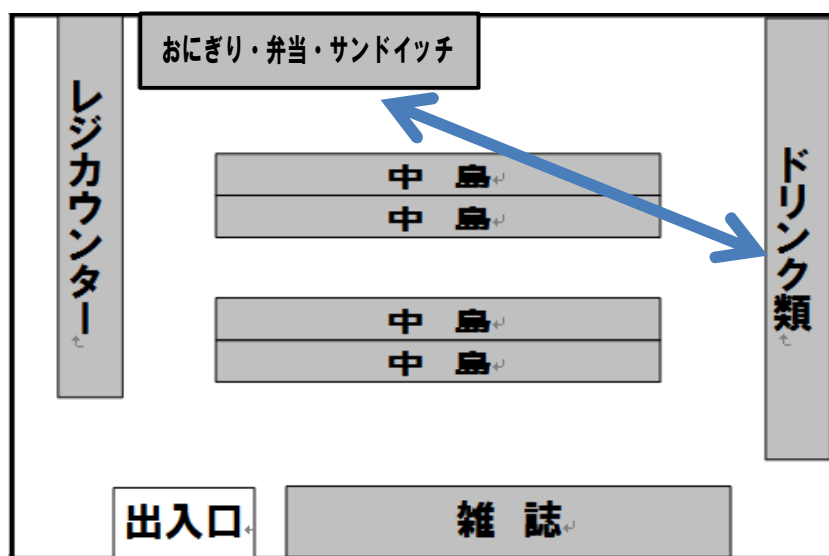 おにぎり・弁当・サンドイッチ
レジカウンター
中 島
中 島
ドリンク類
中 島
中 島
出入口
雑 誌